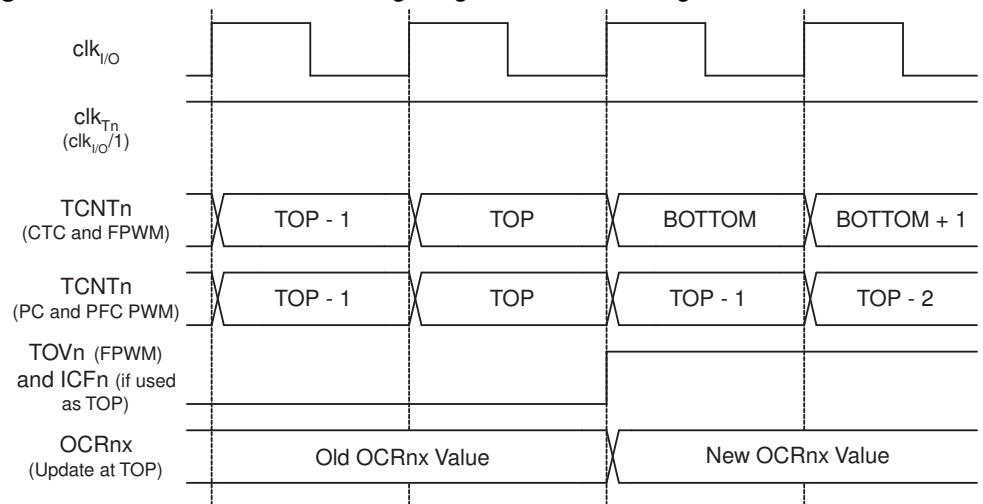 clkI/O
clkTn
(clkI/O/1)
TCNTn
(CTC and FPWM)
TOP - 1
TOP
BOTTOM
BOTTOM + 1
TCNTn
(PC and PFC PWM)
TOP - 1
TOP
TOP - 1
TOP - 2
TOVn (FPWM)
and ICFn (if used
as TOP)
OCRnx
(Update at TOP)
Old OCRnx Value
New OCRnx Value